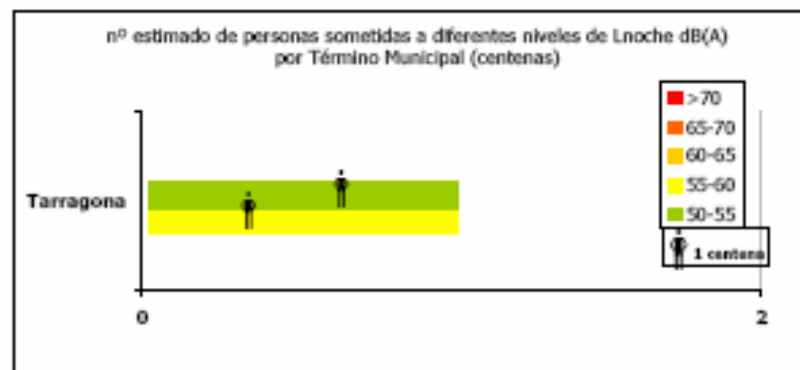 nº estimado de personas sometidas a diferentes niveles de Lnoche dB(A)
por Término Municipal (centenas)
>70
65-70
60-65
55-60
50-55
1 centena
Tarragona
0
2